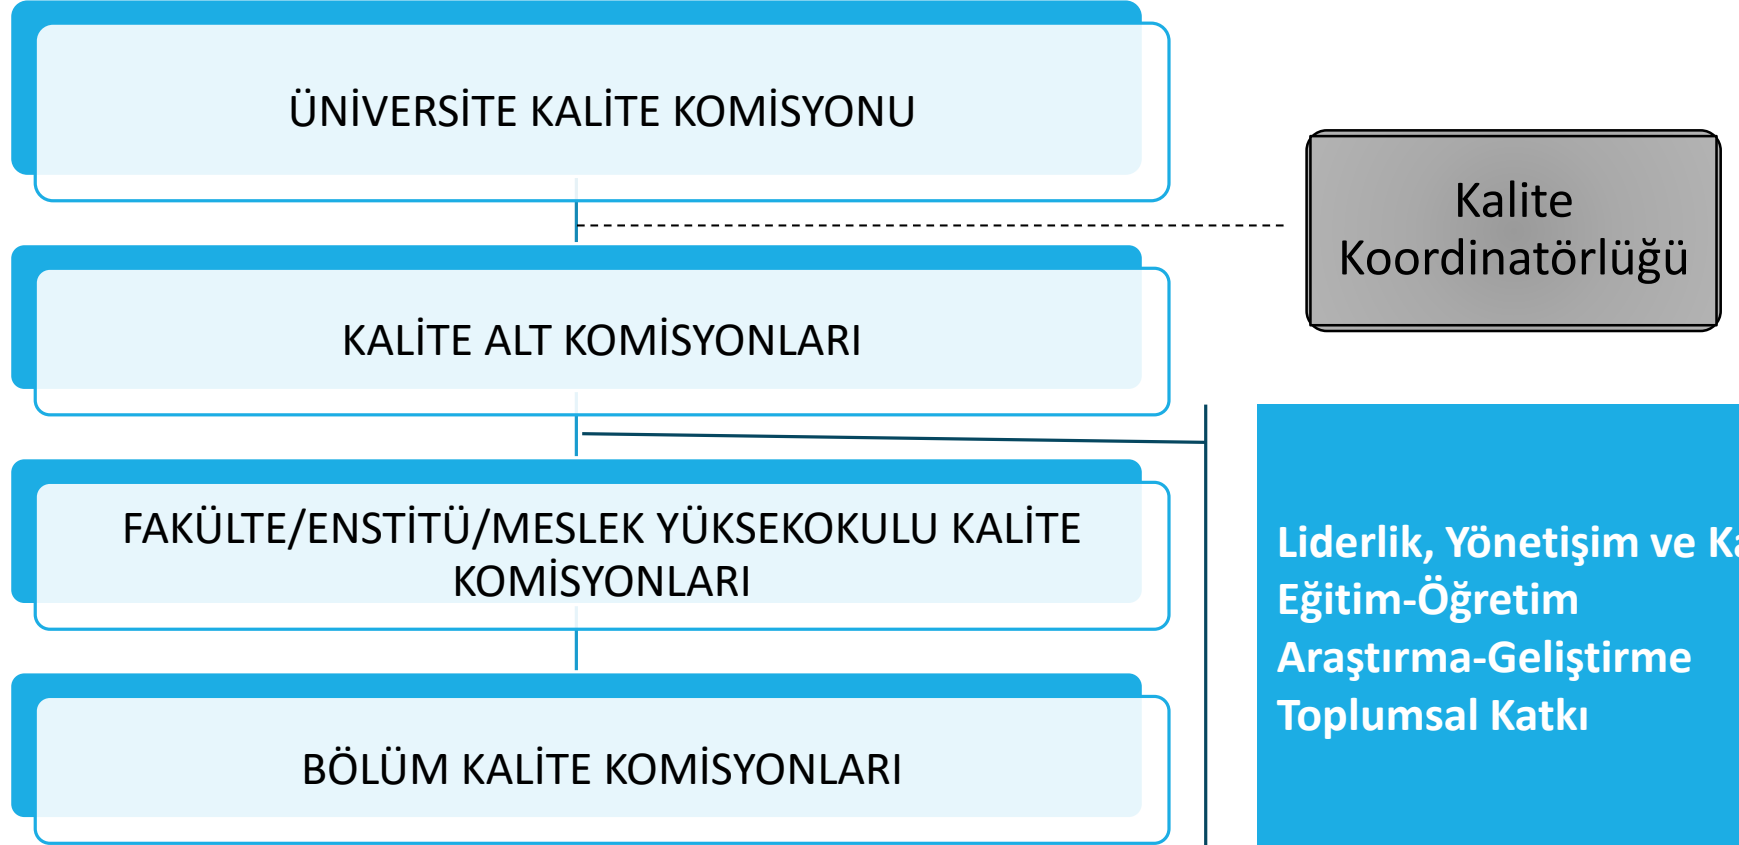 ÜNİVERSİTE KALİTE KOMİSYONU
Kalite
Koordinatörlüğü
KALİTE ALT KOMİSYONLARI
FAKÜLTE/ENSTİTÜ/MESLEK YÜKSEKOKULU KALİTE
KOMİSYONLARI
BÖLÜM KALİTE KOMİSYONLARI
Liderlik, Yönetişim ve
Eğitim-Öğretim
Araştırma-Geliştirme
Toplumsal Katkı